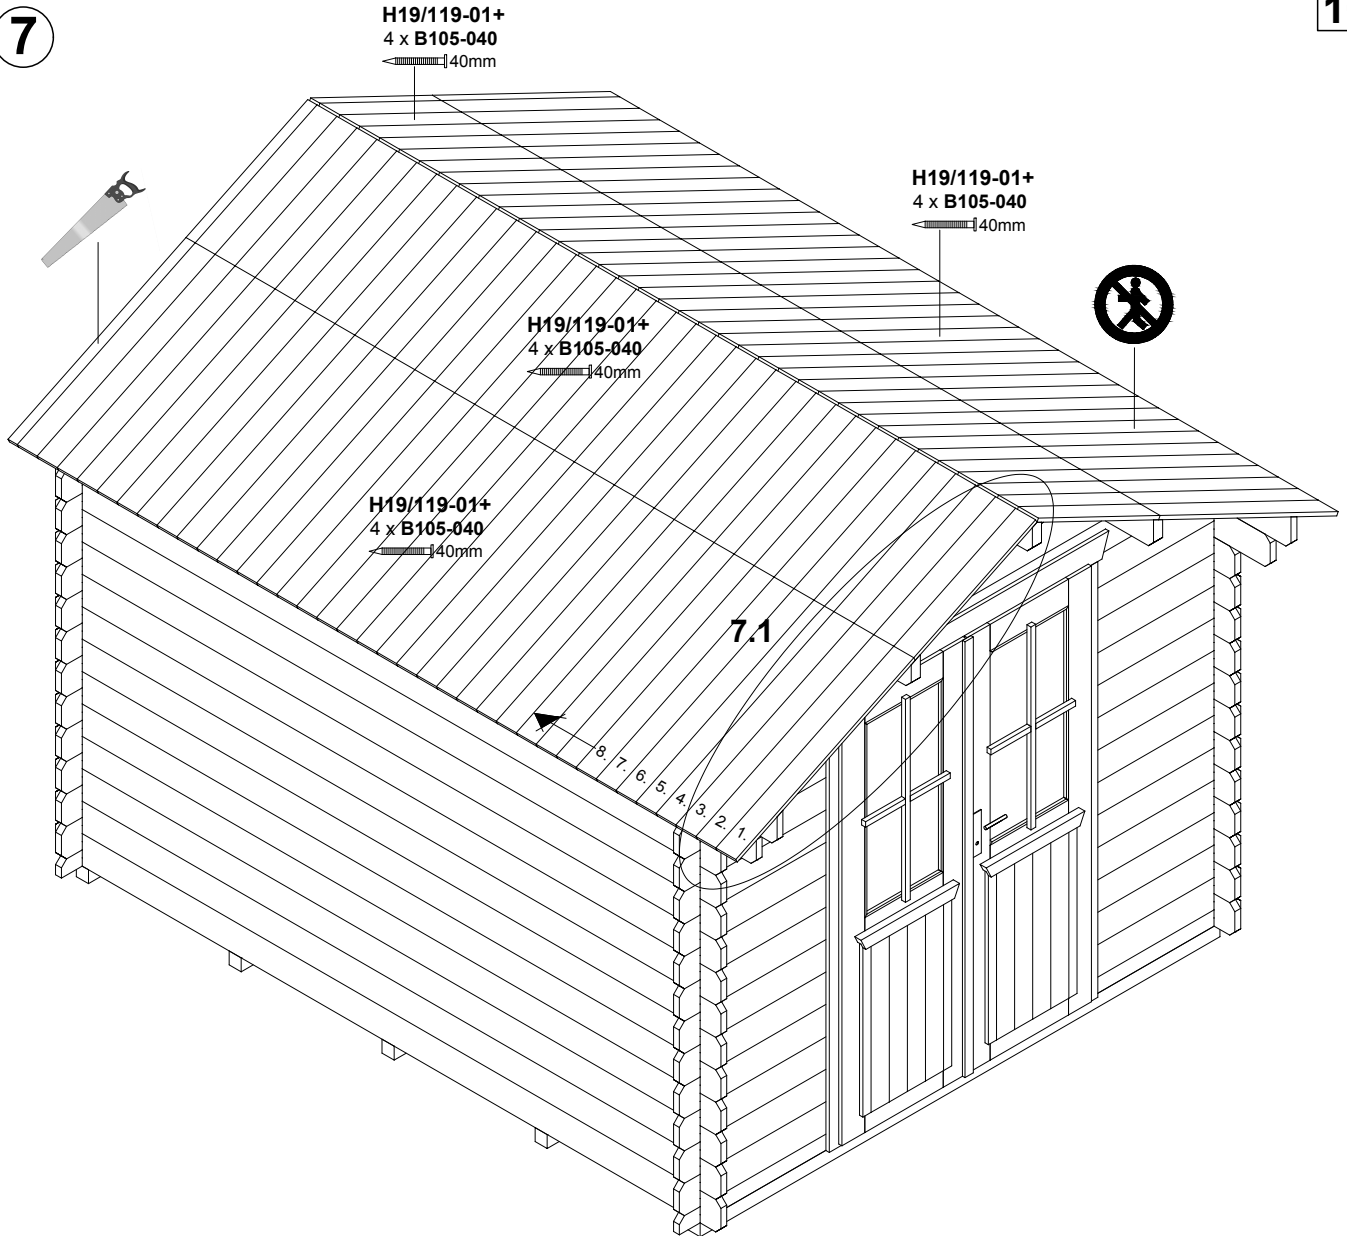 7
1
H19/119-01+
4 x B105-040
40mm
H19/119-01+
4 x B105-040
40mm
H19/119-01+
4 x B105-040
40mm
H19/119-01+
4 x B105-040
40mm
7.1
8. 7. 6. 5. 4. 3. 2. 1.